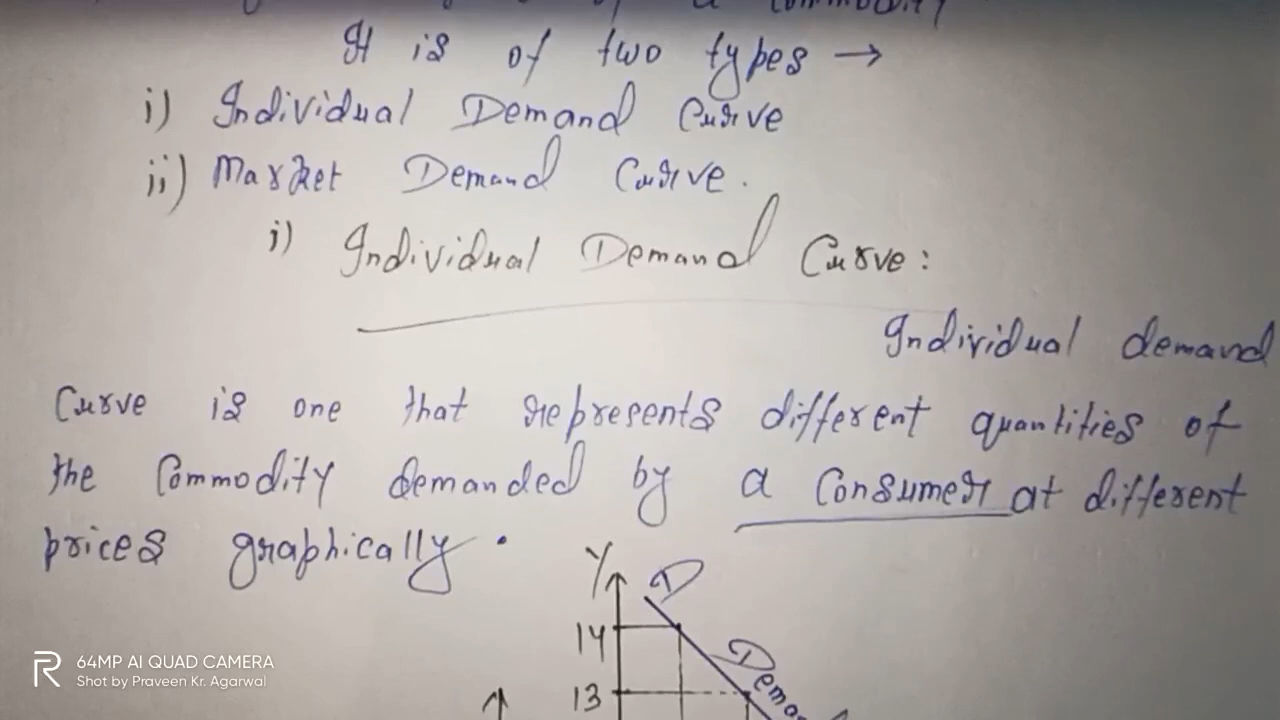 a Commodity
It is of two types →
i) Individual Demand Curve
ii) Market Demand Curve.
i) Individual Demand Curve:
Individual demand
Curve is one that represents different quantities of
the Commodity demanded by a Consumer at different
prices graphically.
Y
D
14
13
64MP AI QUAD CAMERA
Shot by Praveen Kr. Agarwal